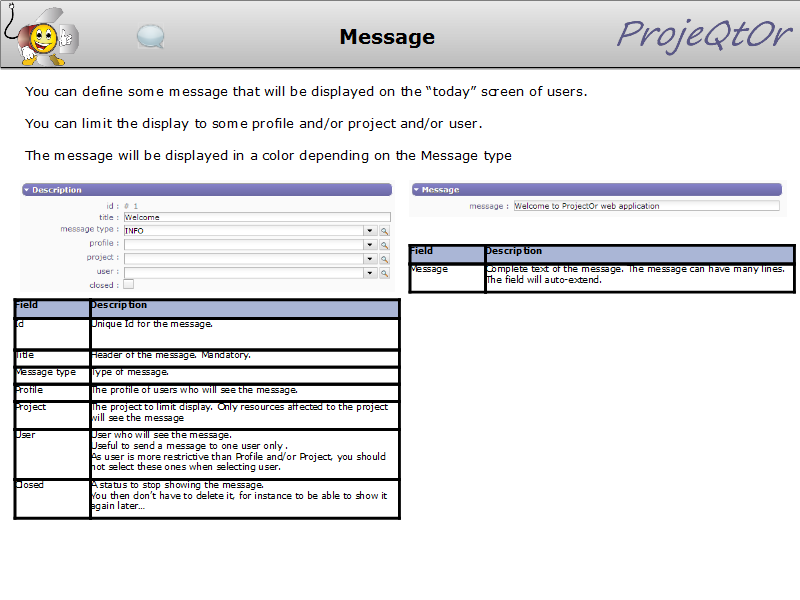 Message
ProjeQtOr
You can define some message that will be displayed on the “today” screen of users.
You can limit the display to some profile and/or project and/or user.
The message will be displayed in a color depending on the Message type
Description
id : # 1
title : Welcome
message type : INFO
profile :
project :
user :
closed :
Field Description
Id Unique Id for the message.
Title Header of the message. Mandatory.
Message type Type of message.
Profile The profile of users who will see the message.
Project The project to limit display. Only resources affected to the project
will see the message
User User who will see the message.
Useful to send a message to one user only .
As user is more restrictive than Profile and/or Project, you should
not select these ones when selecting user.
Closed A status to stop showing the message.
You then don’t have to delete it, for instance to be able to show it
again later…
Message
message : Welcome to ProjectOr web application
Field Description
Message Complete text of the message. The message can have many lines.
The field will auto-extend.